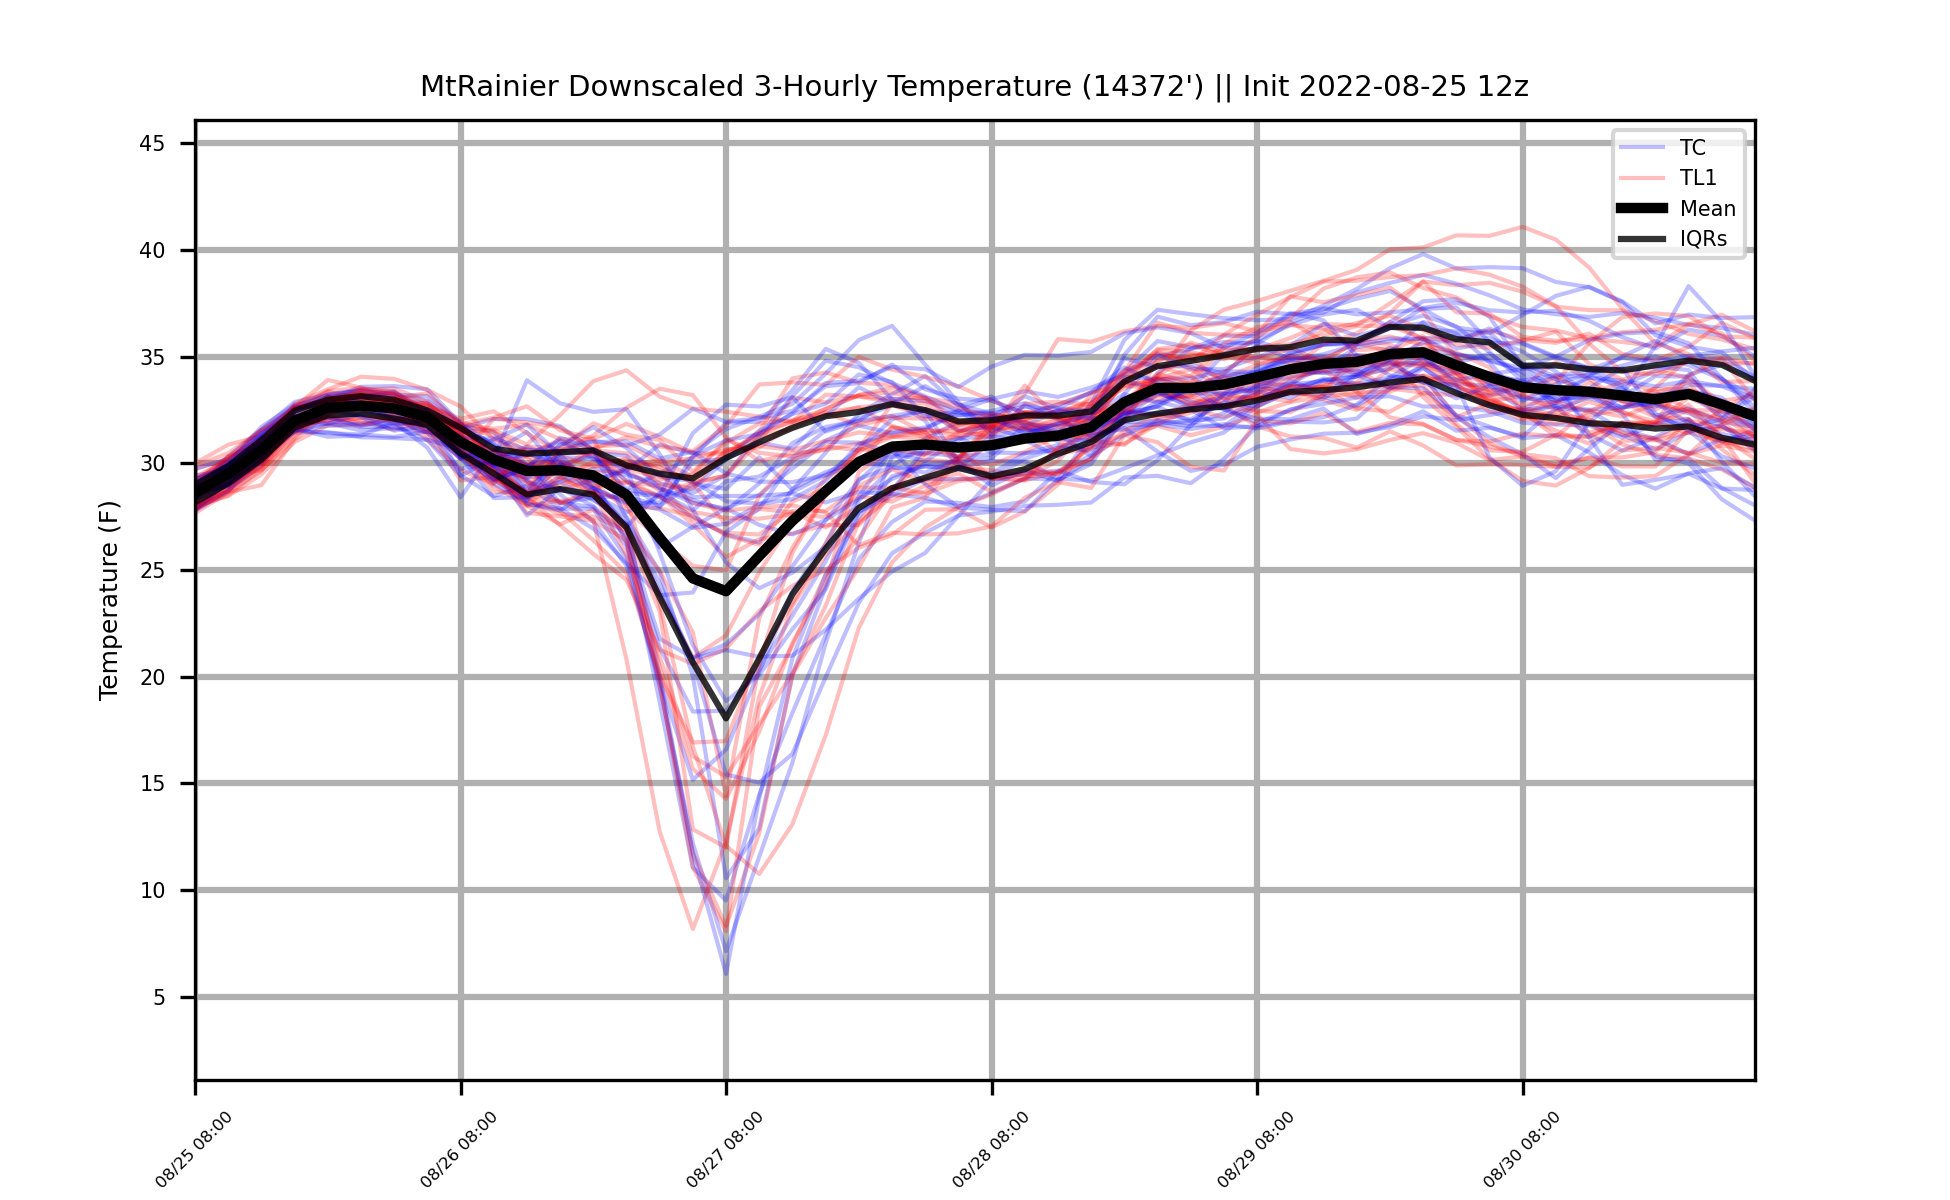 MtRainier Downscaled 3-Hourly Temperature (14372') || Init 2022-08-25 12z
TC
TL1
Mean
IQRs
Temperature (F)
45
40
35
30
25
20
15
10
5
08/25 08:00
08/26 08:00
08/27 08:00
08/28 08:00
08/29 08:00
08/30 08:00